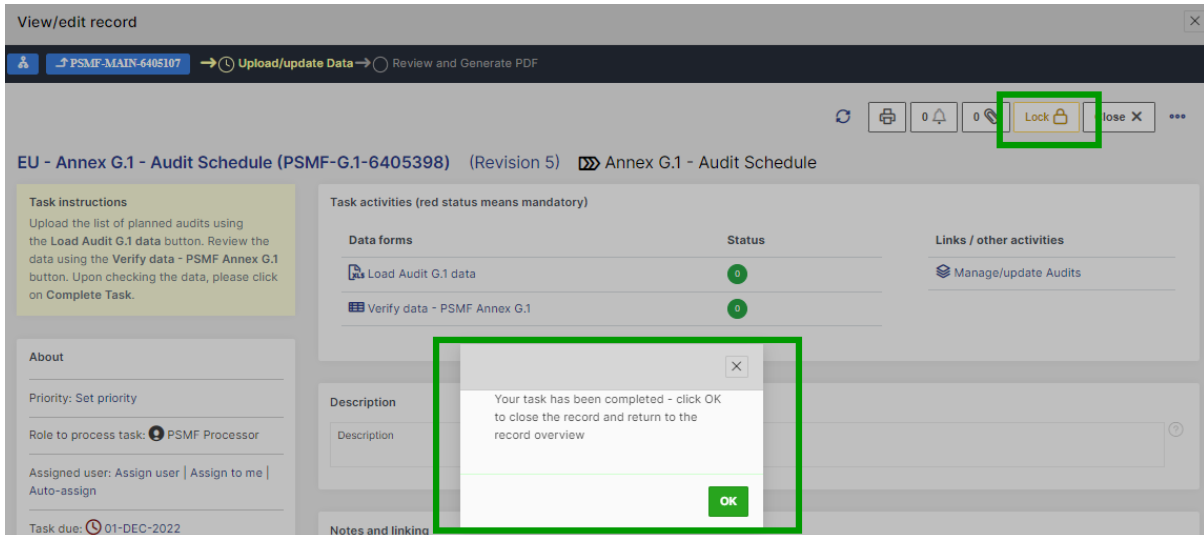 View/edit record
PSMF-MAIN-6405107 Upload/update Data Review and Generate PDF
0 0 Lock lose X
EU - Annex G.1 - Audit Schedule (PSMF-G.1-6405398) (Revision 5) Annex G.1 - Audit Schedule
Task instructions
Upload the list of planned audits using
the Load Audit G.1 data button. Review the
data using the Verify data - PSMF Annex G.1
button. Upon checking the data, please click
on Complete Task.
Task activities (red status means mandatory)
Data forms Status Links / other activities
XLS Load Audit G.1 data 0 Manage/update Audits
Verify data - PSMF Annex G.1 0
About
Priority: Set priority
Role to process task: PSMF Processor
Assigned user: Assign user | Assign to me |
Auto-assign
Task due: 01-DEC-2022
Description
Description
Notes and linking
Your task has been completed - click OK
to close the record and return to the
record overview
OK